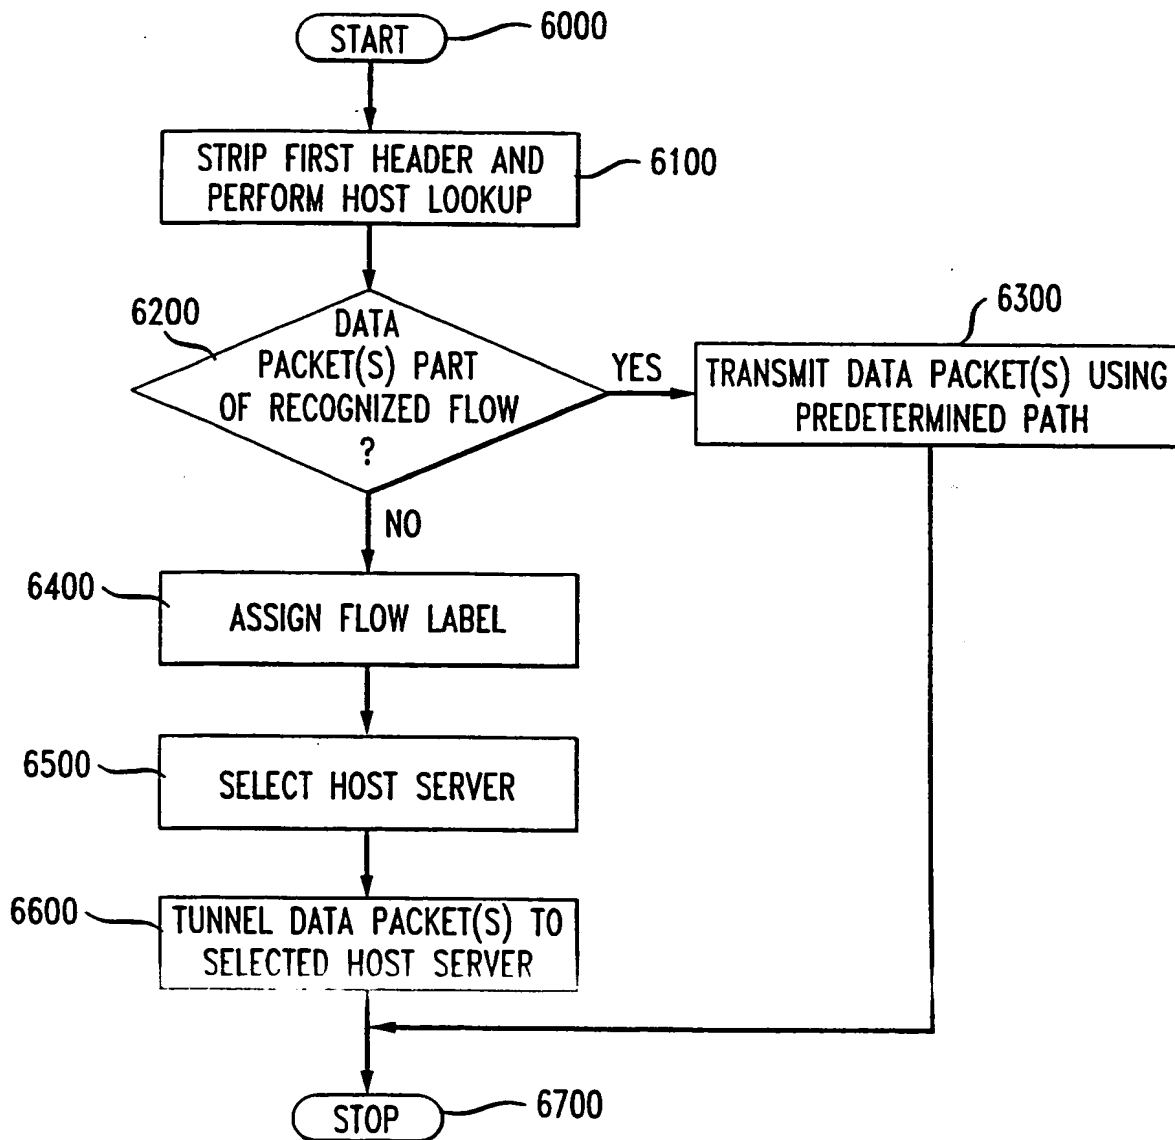 START
6000
STRIP FIRST HEADER AND
PERFORM HOST LOOKUP
6100
6200
DATA
PACKET(S) PART
OF RECOGNIZED FLOW
?
YES
6300
TRANSMIT DATA PACKET(S) USING
PREDETERMINED PATH
NO
6400
ASSIGN FLOW LABEL
6500
SELECT HOST SERVER
6600
TUNNEL DATA PACKET(S) TO
SELECTED HOST SERVER
STOP
6700